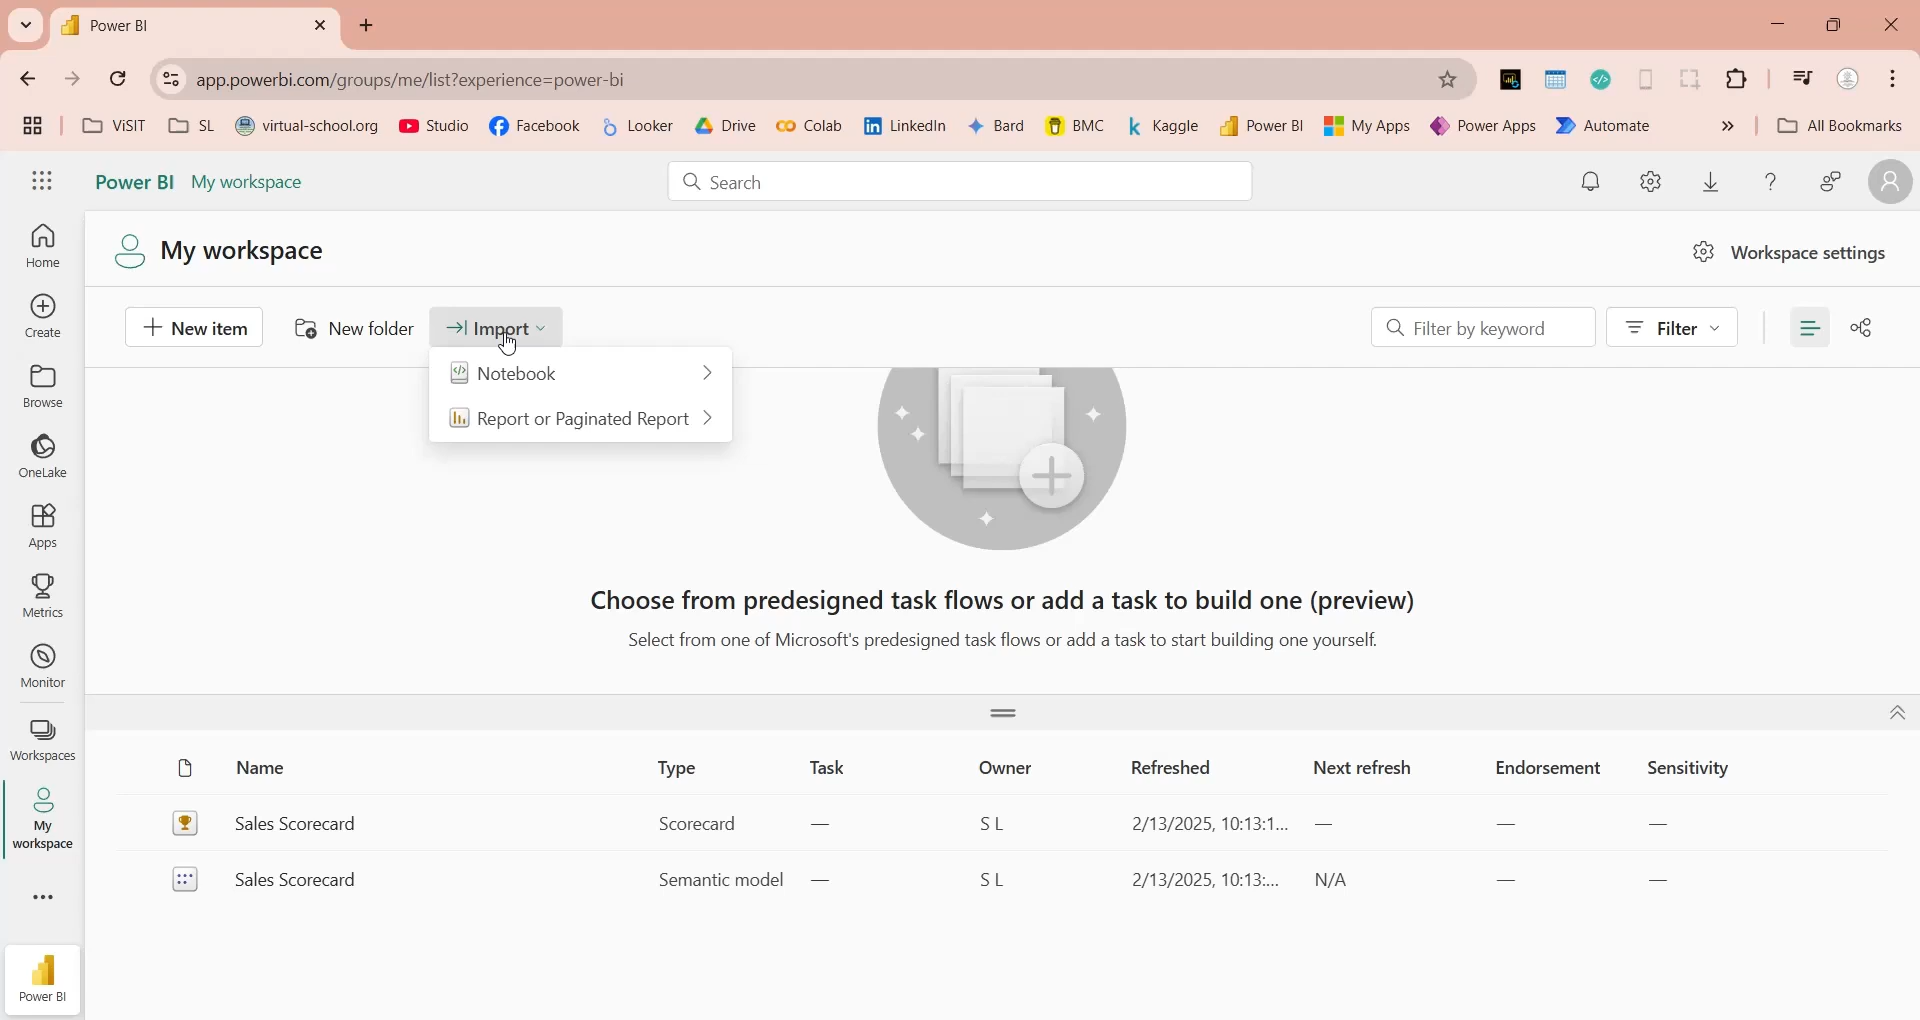 Power BI
app.powerbi.com/groups/me/list?experience=power-bi
ViSIT SL virtual-school.org Studio Facebook Looker Drive Colab LinkedIn Bard BMC Kaggle Power BI My Apps Power Apps Automate » All Bookmarks
Power BI My workspace Search
Home
Create
Browse
OneLake
Apps
Metrics
Monitor
Workspaces
My
workspace
Power BI
My workspace Workspace settings
New item New folder Import Filter by keyword Filter
Notebook
Report or Paginated Report
Choose from predesigned task flows or add a task to build one (preview)
Select from one of Microsoft's predesigned task flows or add a task to start building one yourself.
Name Type Task Owner Refreshed Next refresh Endorsement Sensitivity
Sales Scorecard Scorecard — S L 2/13/2025, 10:13:1... — — —
Sales Scorecard Semantic model — S L 2/13/2025, 10:13:... N/A — —